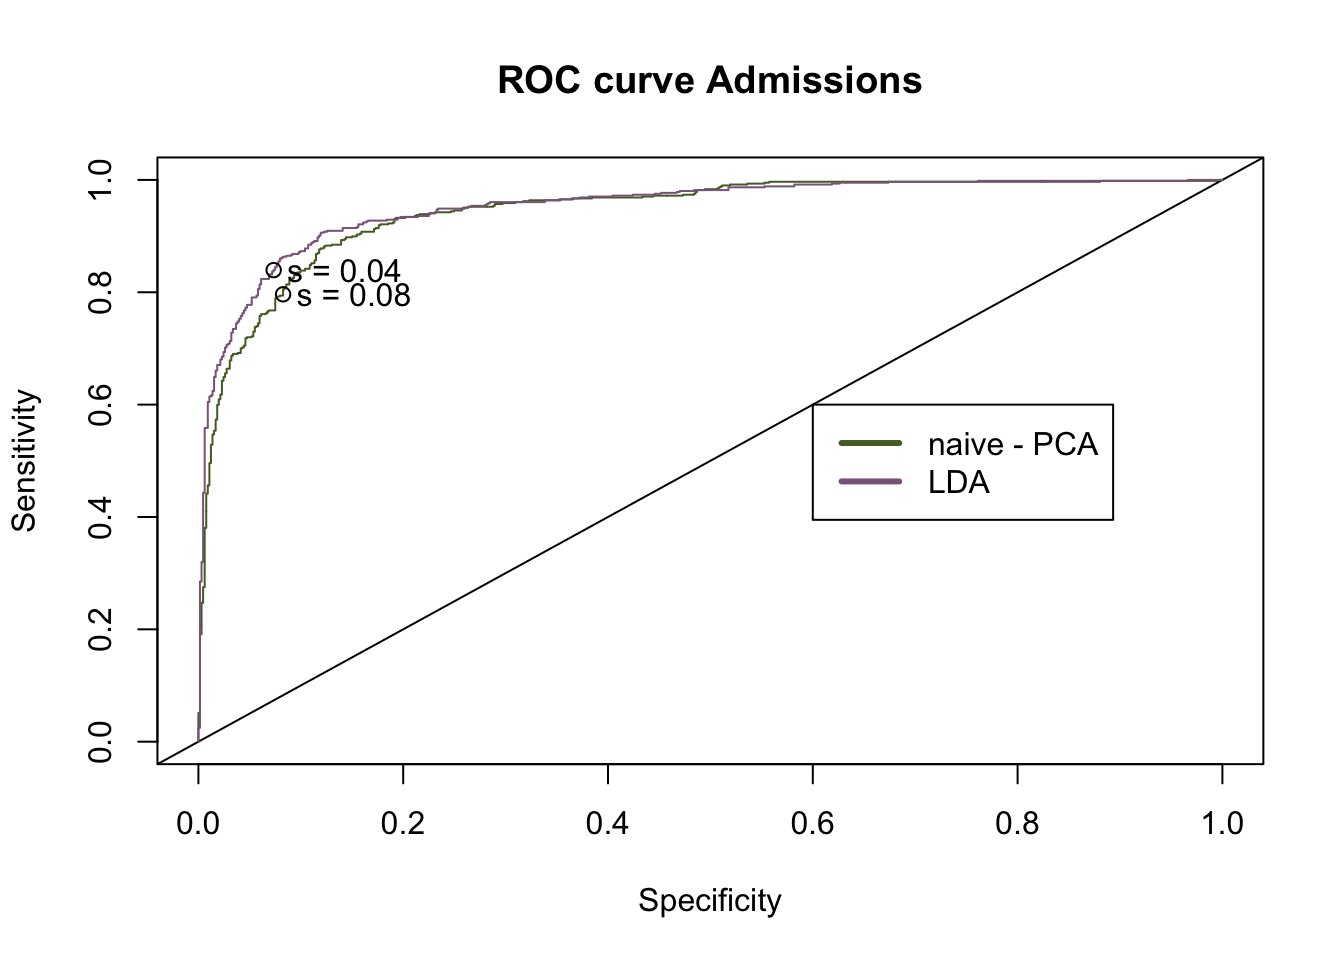 ROC curve Admissions
Sensitivity
1.0
0.8
0.6
0.4
0.2
0.0
s = 0.04
s = 0.08
naive - PCA
LDA
0.0 0.2 0.4 0.6 0.8 1.0
Specificity